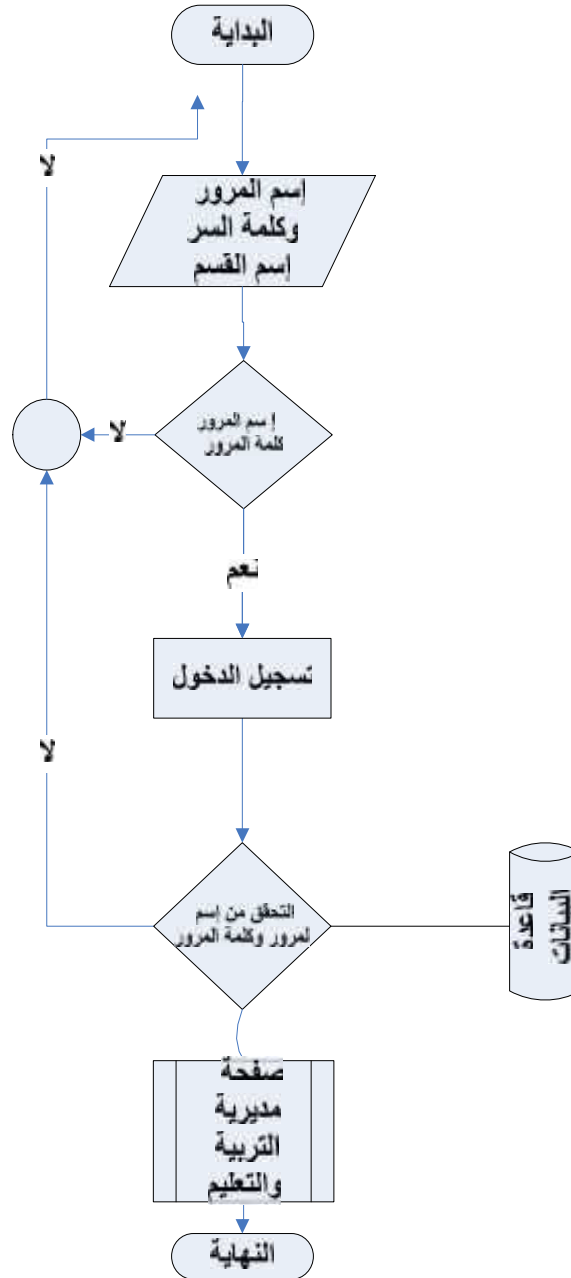 البداية
لا
إسم المرور
وكلمة السر
إسم القسم
إ سم المرور
كلمة المرور
لا
نعم
تسجيل الدخول
لا
التحقق من إسم
لمرور وكلمة المرور
قاعدة
البيانات
صفحة
مديرية
التربية
والتعليم
النهاية